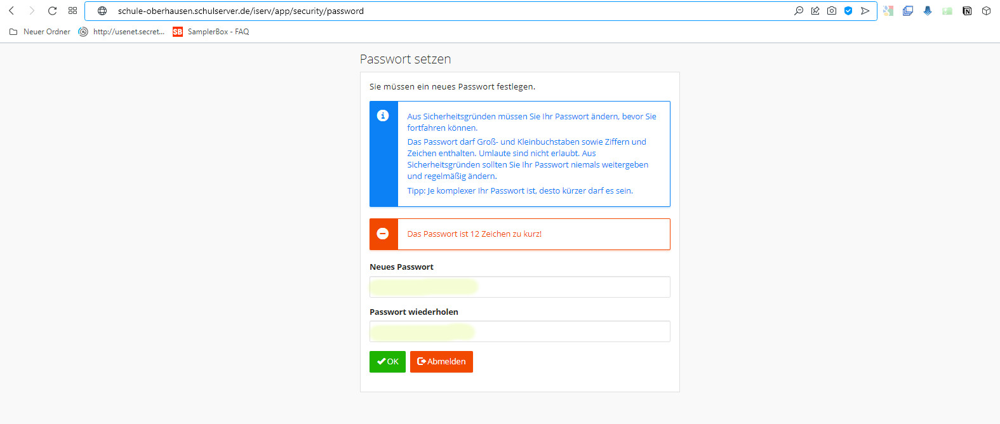 schule-oberhausen.schulserver.de/iserv/app/security/password
Neuer Ordner
http://usenet.secret...
SB
SamplerBox - FAQ
Passwort setzen
Sie müssen ein neues Passwort festlegen.
Aus Sicherheitsgründen müssen Sie Ihr Passwort ändern, bevor Sie
fortfahren können.
Das Passwort darf Groß- und Kleinbuchstaben sowie Ziffern und
Zeichen enthalten. Umlaute sind nicht erlaubt. Aus
Sicherheitsgründen sollten Sie Ihr Passwort niemals weitergeben
und regelmäßig ändern.
Tipp: Je komplexer Ihr Passwort ist, desto kürzer darf es sein.
Das Passwort ist 12 Zeichen zu kurz!
Neues Passwort
Passwort wiederholen
OK
Abmelden